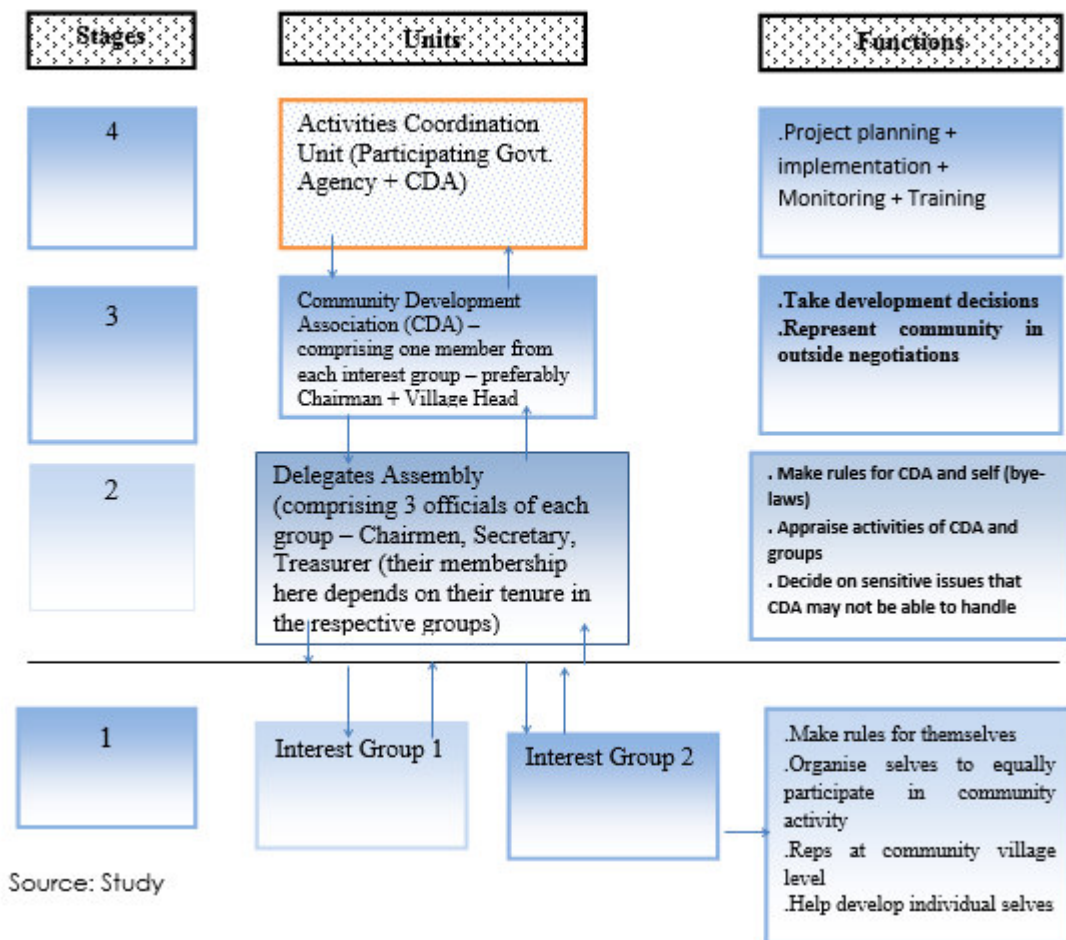 Stages
Units
Functions
4
Activities Coordination
Unit (Participating Govt.
Agency + CDA)
.Project planning +
implementation +
Monitoring + Training
3
Community Development
Association (CDA) –
comprising one member from
each interest group – preferably
Chairman + Village Head
.Take development decisions
.Represent community in
outside negotiations
2
Delegates Assembly
(comprising 3 officials of each
group – Chairmen, Secretary,
Treasurer (their membership
here depends on their tenure in
the respective groups)
. Make rules for CDA and self (bye-
laws)
. Appraise activities of CDA and
groups
. Decide on sensitive issues that
CDA may not be able to handle
1
Interest Group 1
Interest Group 2
.Make rules for themselves
.Organise selves to equally
participate in community
activity
.Reps at community village
level
.Help develop individual selves
Source: Study